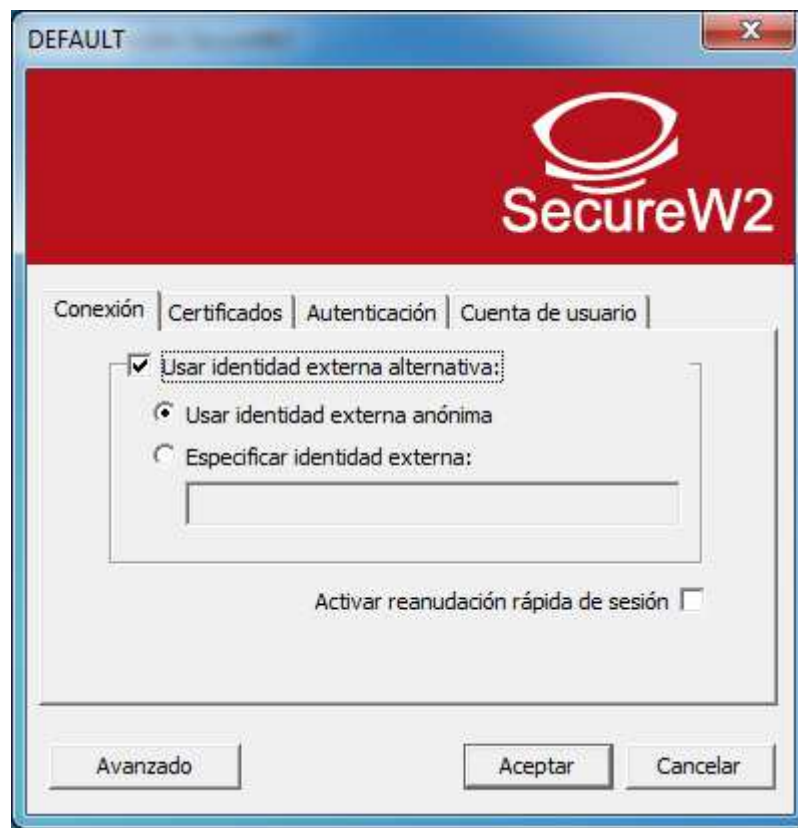 DEFAULT
SecureW2
Conexión Certificados Autenticación Cuenta de usuario
Usar identidad externa alternativa:
Usar identidad externa anónima
Especificar identidad externa:
Activar reanudación rápida de sesión
Avanzado Aceptar Cancelar